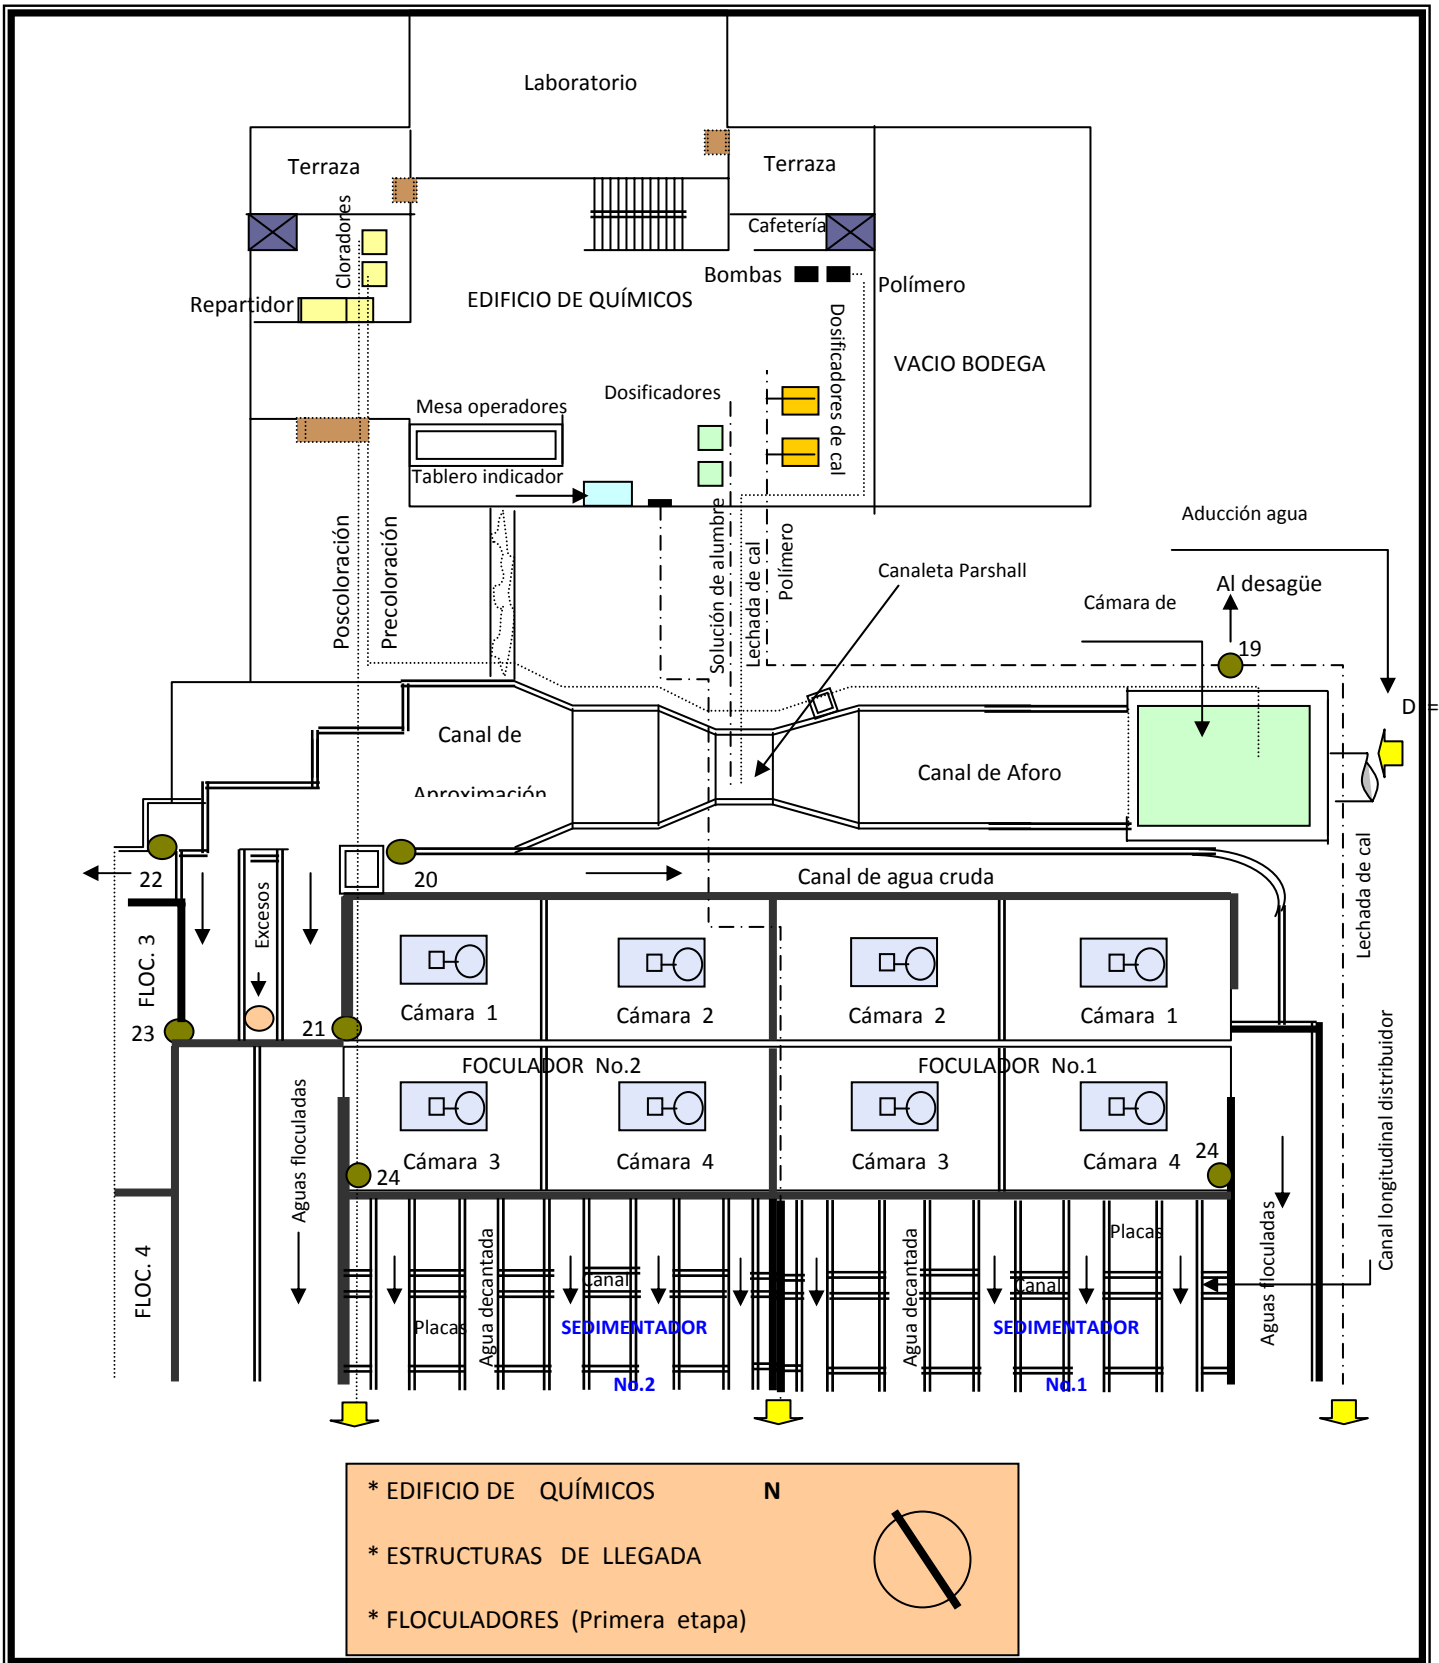 Laboratorio
Terraza
Terraza
Cloradores
Cafetería
Repartidor
EDIFICIO DE QUÍMICOS
Bombas
Polímero
Dosificadores de cal
VACIO BODEGA
Dosificadores
Mesa operadores
Tablero indicador
Poscoloración
Precoloración
Solución de alumbre
Lechada de cal
Polímero
Aducción agua
Canaleta Parshall
Al desagüe
Cámara de
19
D =
Canal de
Aproximación
Canal de Aforo
22
20
Canal de agua cruda
Lechada de cal
FLOC. 3
Excesos
Cámara 1
Cámara 2
Cámara 2
Cámara 1
23
21
FOCULADOR No.2
FOCULADOR No.1
Cámara 3
Cámara 4
Cámara 3
Cámara 4
24
24
Aguas floculadas
Canal longitudinal distribuidor
FLOC. 4
Agua decantada
Canal
Placas
Agua decantada
Canal
Placas
Aguas floculadas
SEDIMENTADOR
No.2
SEDIMENTADOR
No.1
* EDIFICIO DE QUÍMICOS
N
* ESTRUCTURAS DE LLEGADA
* FLOCULADORES (Primera etapa)